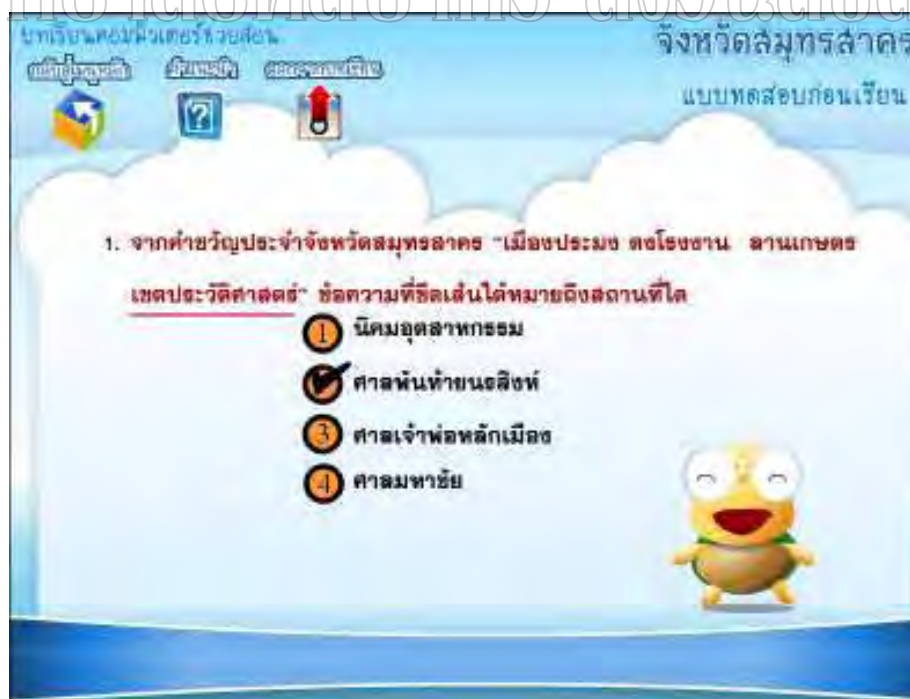 บทเรียนคอมพิวเตอร์ช่วยสอน
จังหวัดสมุทรสาคร
แบบทดสอบก่อนเรียน
1. จากคำขวัญประจำจังหวัดสมุทรสาคร "เมืองประมง ดงโรงงาน ลานเกษตร
เขตประวัติศาสตร์" ข้อความที่ขีดเส้นใต้หมายถึงสถานที่ใด
1 นิคมอุตสาหกรรม
ศาลพันท้ายนรสิงห์
3 ศาลเจ้าพ่อหลักเมือง
4 ศาลมหาชัย